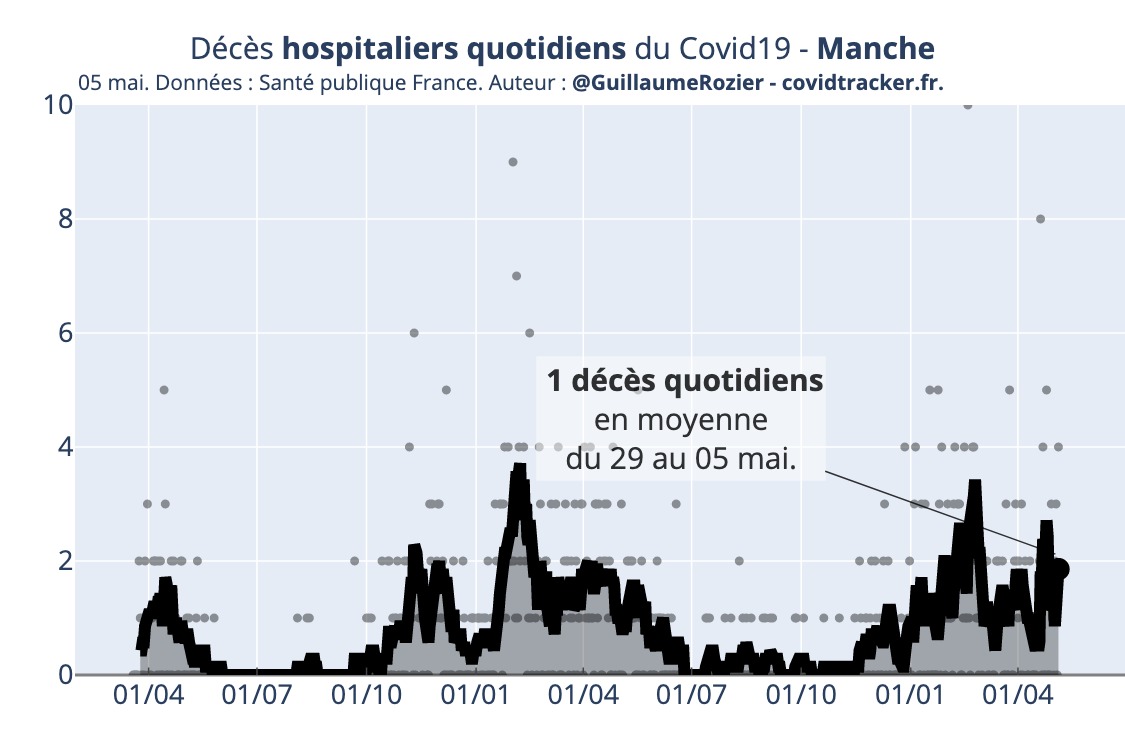 Décès hospitaliers quotidiens du Covid19 - Manche
05 mai. Données : Santé publique France. Auteur : @GuillaumeRozier - covidtracker.fr.
10
8
6
1 décès quotidiens
en moyenne
4
du 29 au 05 mai.
2
0
01/04 01/07 01/10 01/01 01/04 01/07 01/10 01/01 01/04